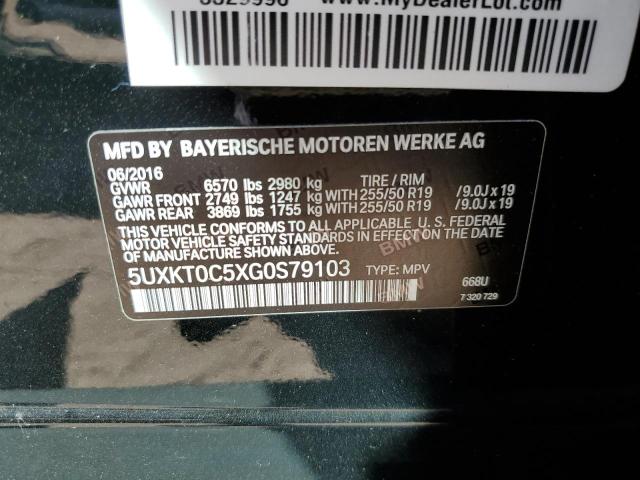 www.MyDealerLot.com
MFD BY BAYERISCHE MOTOREN WERKE AG
06/2016
GVWR 6570 lbs 2980 kg TIRE / RIM
GAWR FRONT 2749 lbs 1247 kg WITH 255/50 R19 /9.0J x 19
GAWR REAR 3869 lbs 1755 kg WITH 255/50 R19 /9.0J x 19
THIS VEHICLE CONFORMS TO ALL APPLICABLE U. S. FEDERAL
MOTOR VEHICLE SAFETY STANDARDS IN EFFECT ON THE
DATE OF MANUFACTURE SHOWN ABOVE.
5UXKT0C5XG0S79103 TYPE: MPV
668U
7 320 729